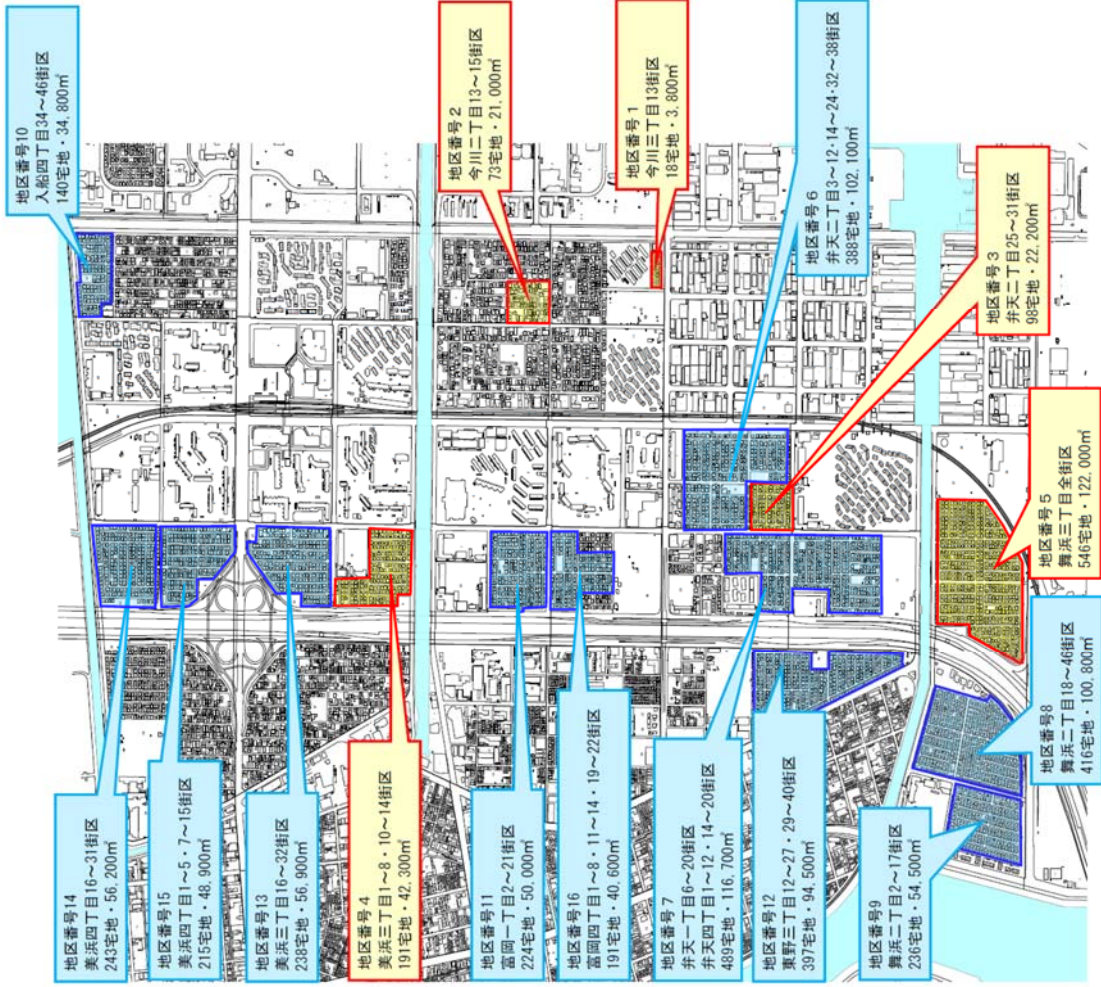 地区番号10
入船四丁目34～46街区
140宅地・34,800㎡
地区番号2
今川二丁目13～15街区
73宅地・21,000㎡
地区番号1
今川三丁目13街区
18宅地・3,800㎡
地区番号6
弁天二丁目3～12・14～24・32～38街区
388宅地・102,100㎡
地区番号3
弁天二丁目25～31街区
98宅地・22,200㎡
地区番号5
舞浜三丁目全街区
546宅地・122,000㎡
地区番号14
美浜四丁目16～31街区
243宅地・56,200㎡
地区番号15
美浜四丁目1～5・7～15街区
215宅地・48,900㎡
地区番号13
美浜三丁目16～32街区
238宅地・56,900㎡
地区番号4
美浜三丁目1～8・10～14街区
191宅地・42,300㎡
地区番号11
富岡一丁目2～21街区
224宅地・50,000㎡
地区番号16
富岡四丁目1～8・11～14・19～22街区
191宅地・40,600㎡
地区番号7
弁天一丁目6～20街区
弁天四丁目1～12・14～20街区
489宅地・116,700㎡
地区番号12
東野三丁目12～27・29～40街区
397宅地・94,500㎡
地区番号9
舞浜二丁目2～17街区
236宅地・54,500㎡
地区番号8
舞浜二丁目18～46街区
416宅地・100,800㎡